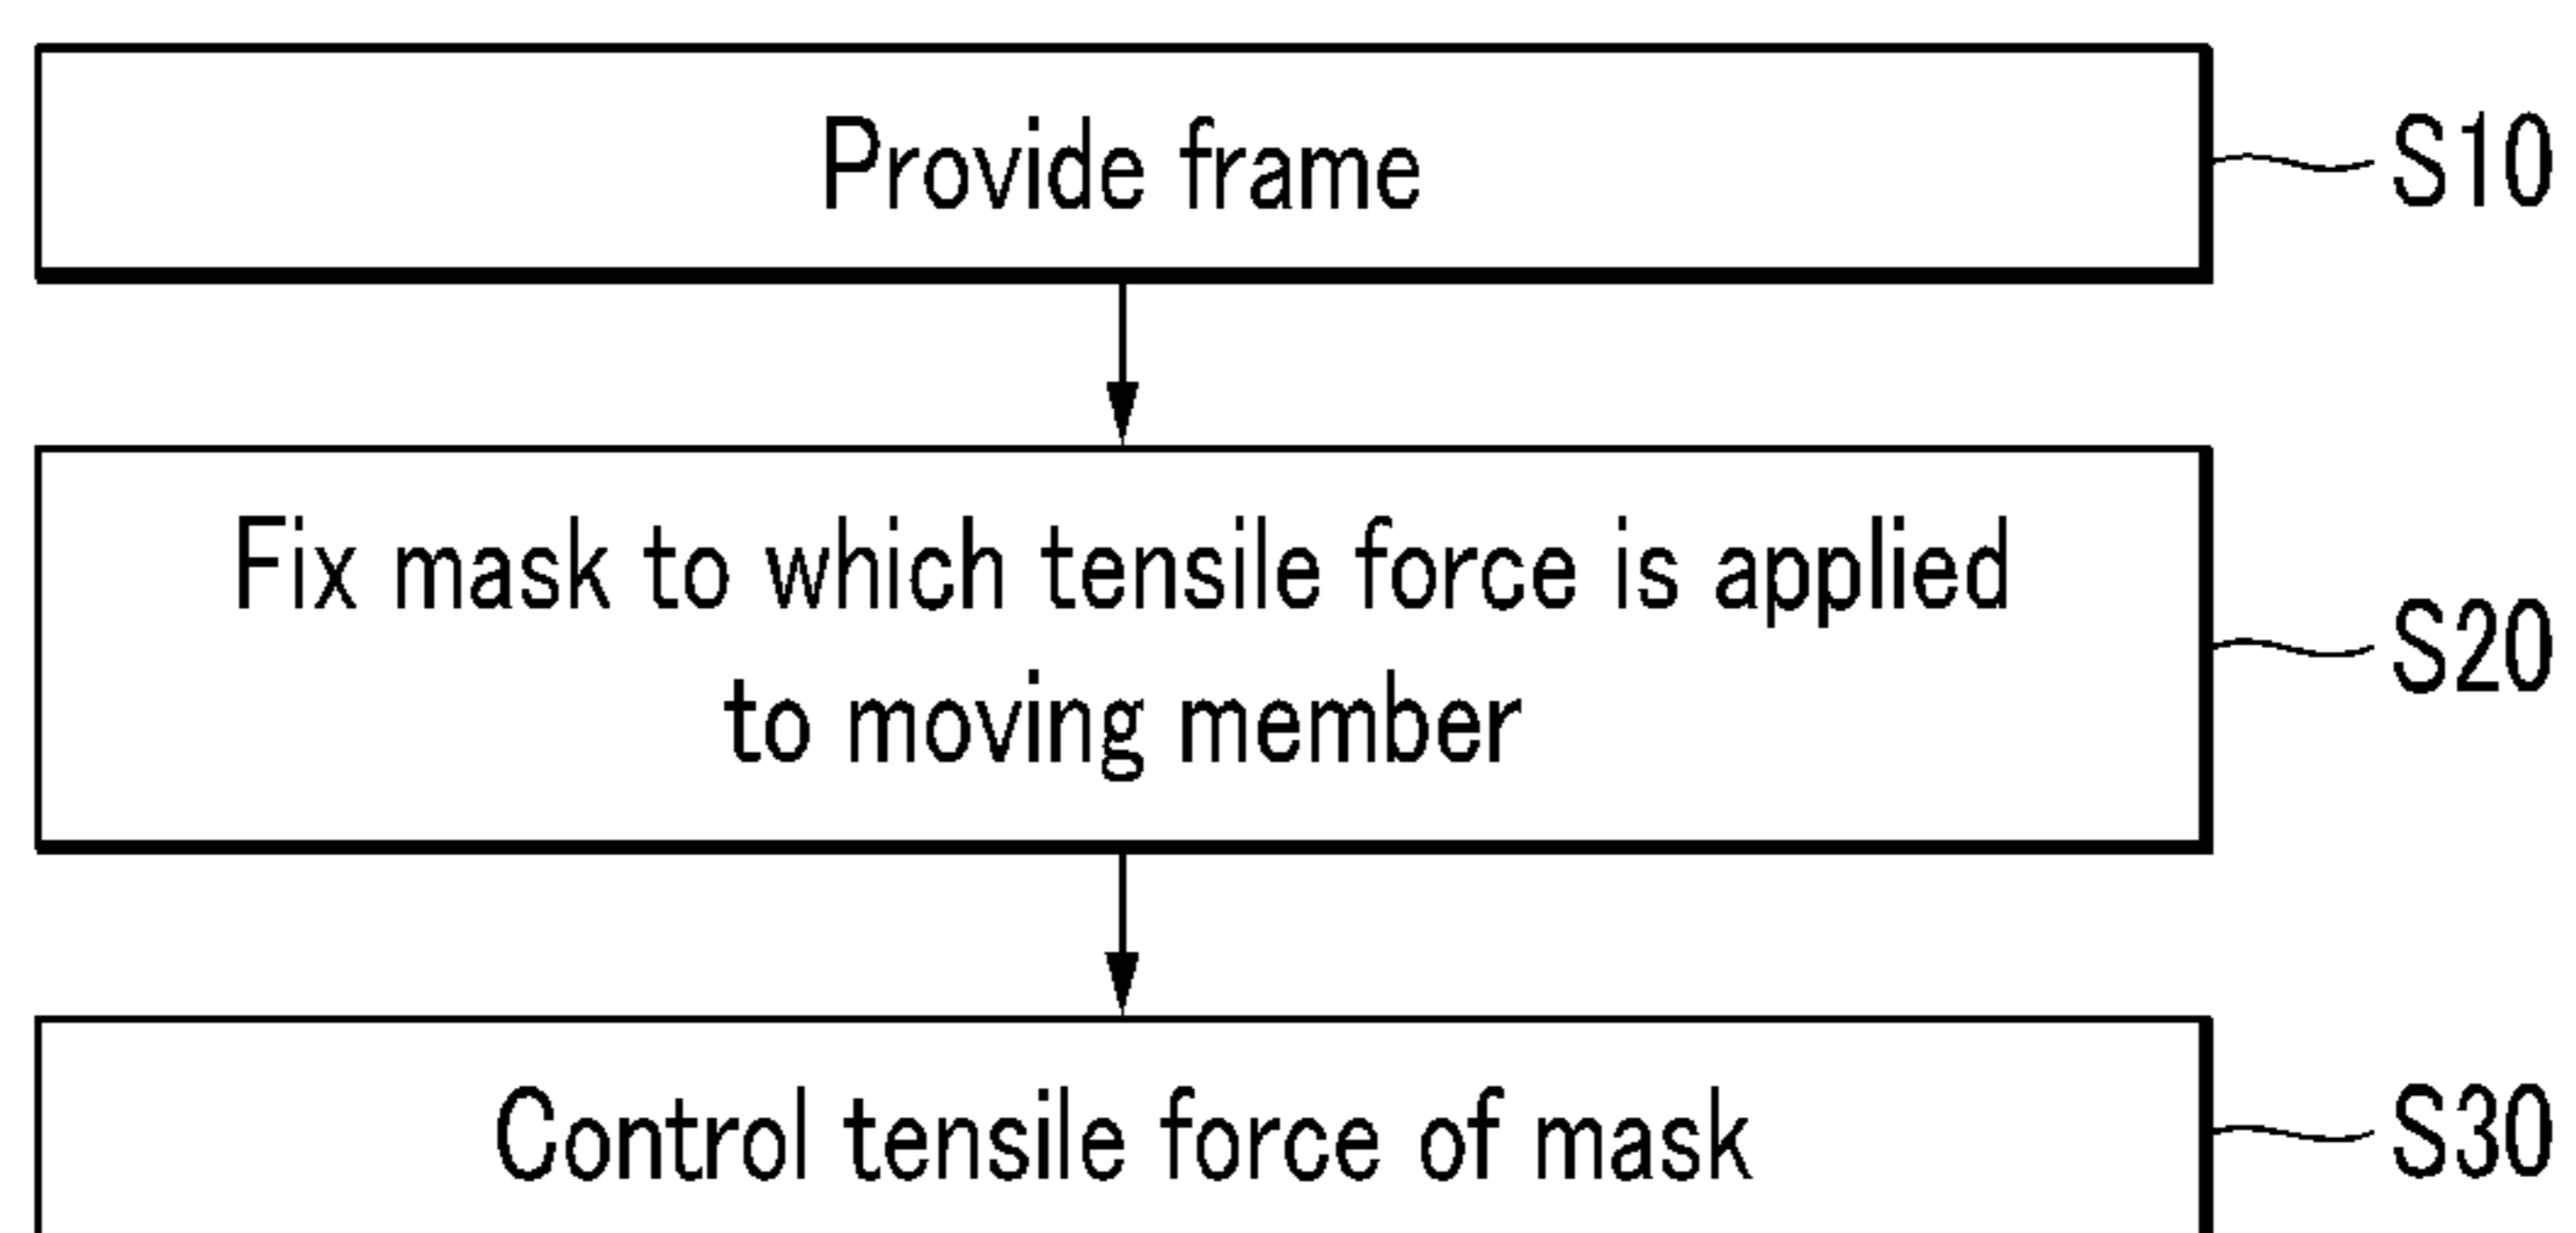 Provide frame
S10
Fix mask to which tensile force is applied
to moving member
S20
Control tensile force of mask
S30